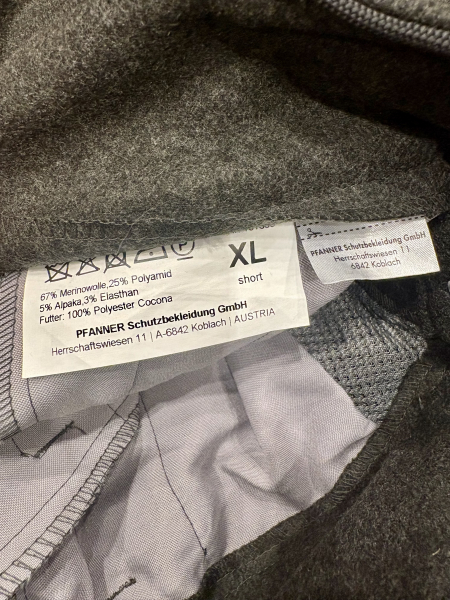 XL
short
67% Merinowolle,25% Polyamid
5% Alpaka,3% Elasthan
Futter: 100% Polyester Cocona
PFANNER Schutzbekleidung GmbH
Herrschaftswiesen 11 | A-6842 Koblach | AUSTRIA
PFANNER Schutzbekleidung GmbH
Herrschaftswiesen 11
6842 Koblach